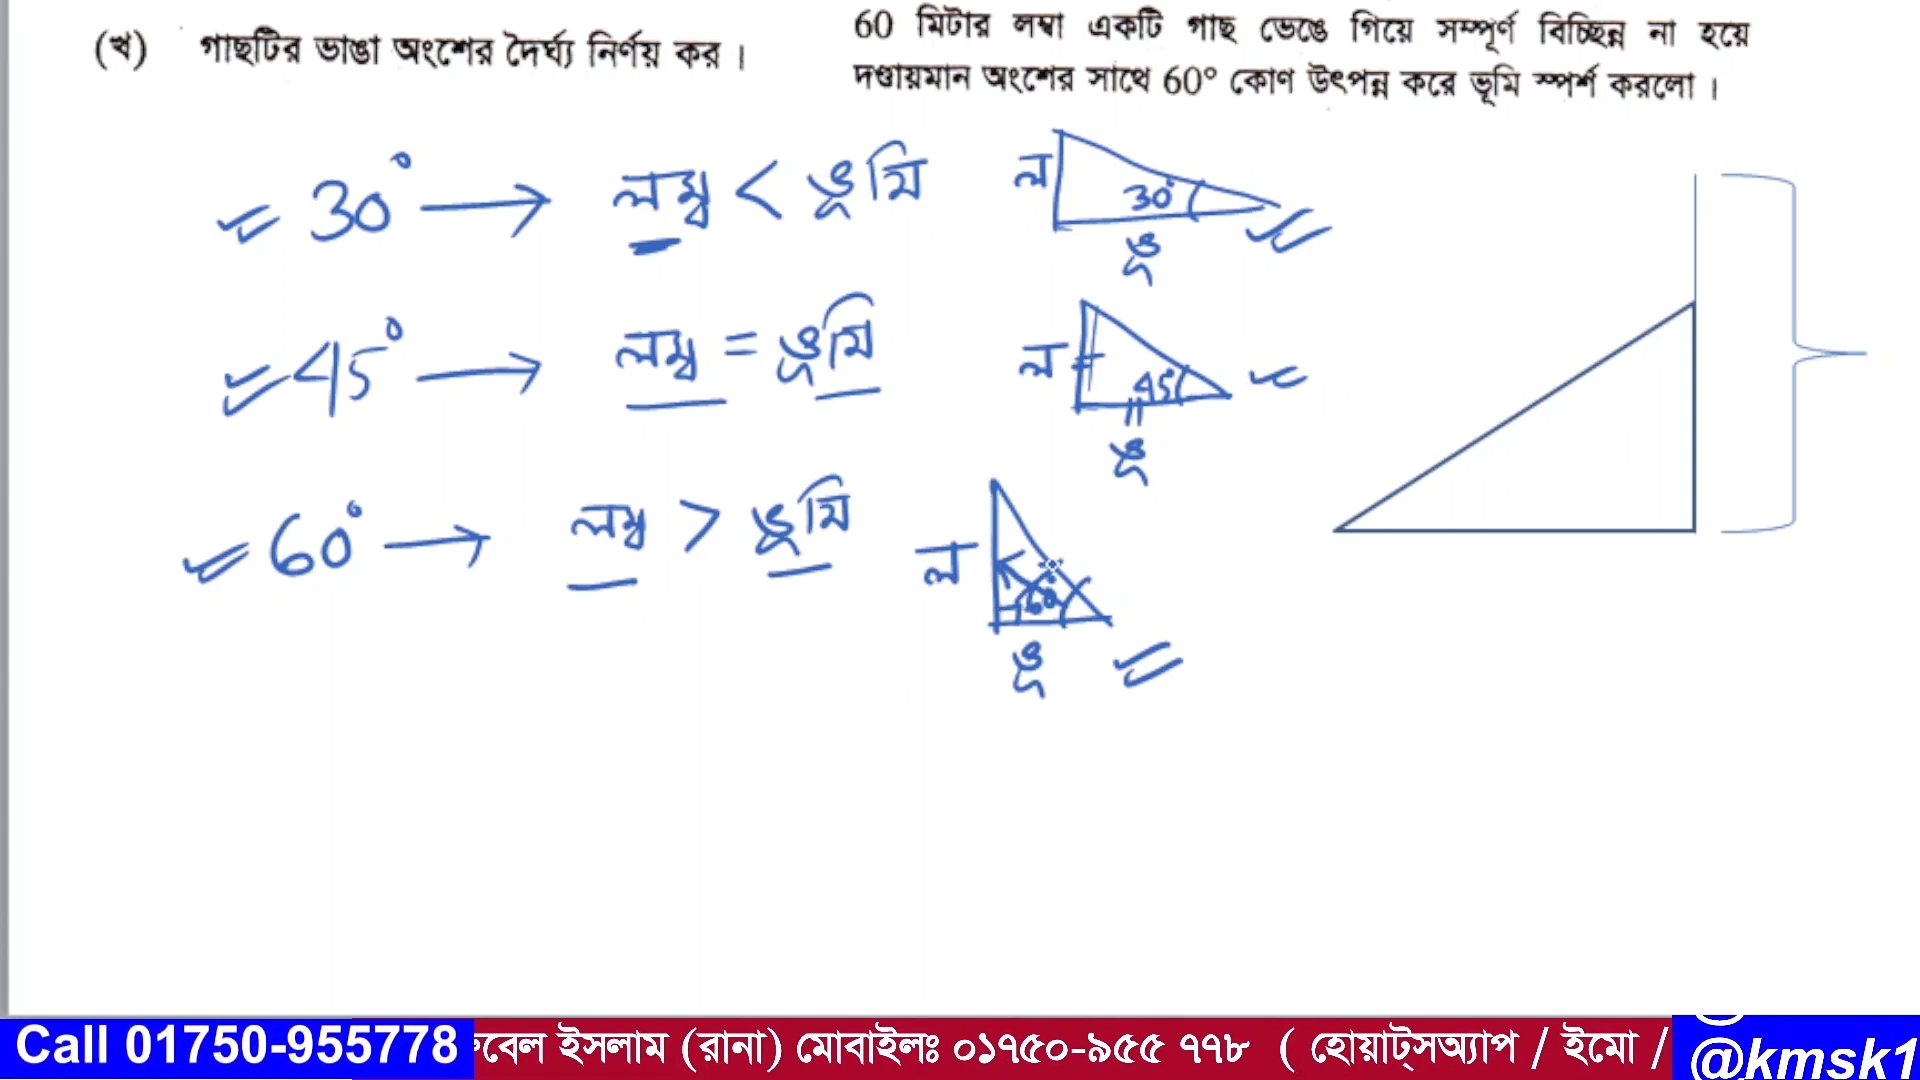 (খ) গাছটির ভাঙা অংশের দৈর্ঘ্য নির্ণয় কর।
60 মিটার লম্বা একটি গাছ ভেঙে গিয়ে সম্পূর্ণ বিচ্ছিন্ন না হয়ে
দণ্ডায়মান অংশের সাথে 60° কোণ উৎপন্ন করে ভূমি স্পর্শ করলো।
= 30° → লম্ব < ভূমি
ল 30°
ভূ
= 45° → লম্ব = ভূমি
ল 45
ভূ
= 60° → লম্ব > ভূমি
ল 60°
ভূ
Call 01750-955778
বেল ইসলাম (রানা) মোবাইলঃ ০১৭৫০-৯৫৫ ৭৭৮ ( হোয়াট্সঅ্যাপ / ইমো /
@kmsk1